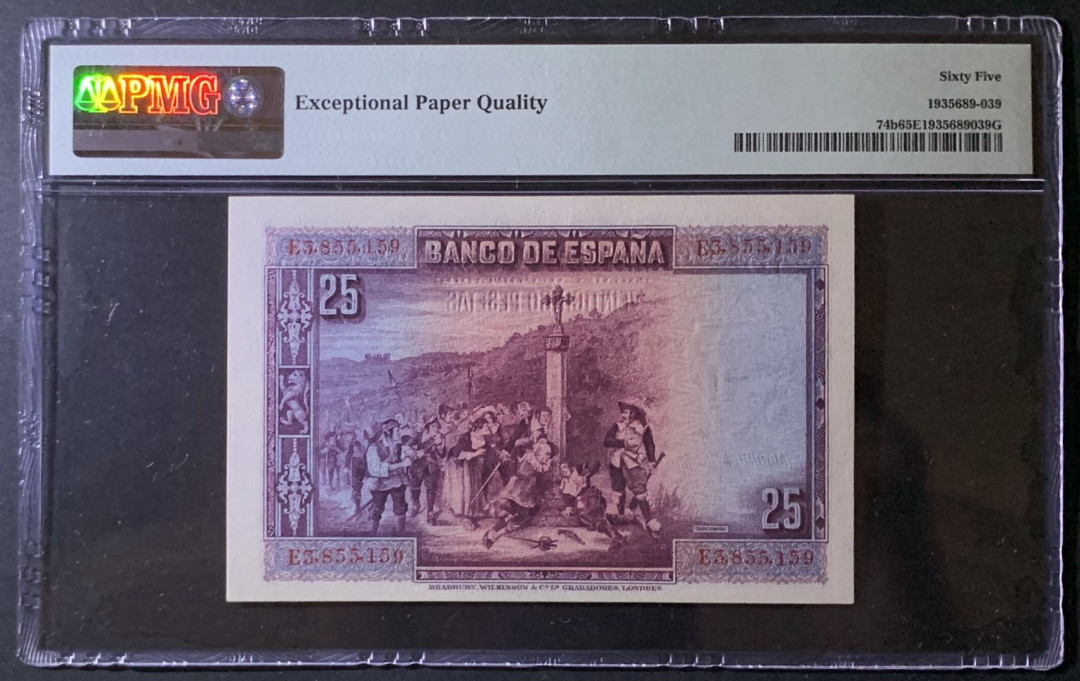 PMG
Exceptional Paper Quality
Sixty Five
1935689-039
74b65E1935689039G
E3,855,159
BANCO DE ESPAÑA
E3,855,159
25
25
E3,855,159
E3,855,159
BRADBURY, WILKINSON & Cº Lᴰ GRABADORES, LONDRES